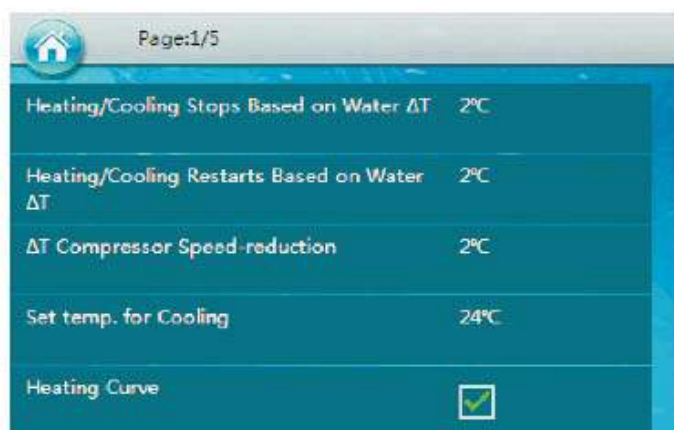 Page:1/5
Heating/Cooling Stops Based on Water ΔT 2℃
Heating/Cooling Restarts Based on Water 2℃
ΔT
ΔT Compressor Speed-reduction 2℃
Set temp. for Cooling 24℃
Heating Curve